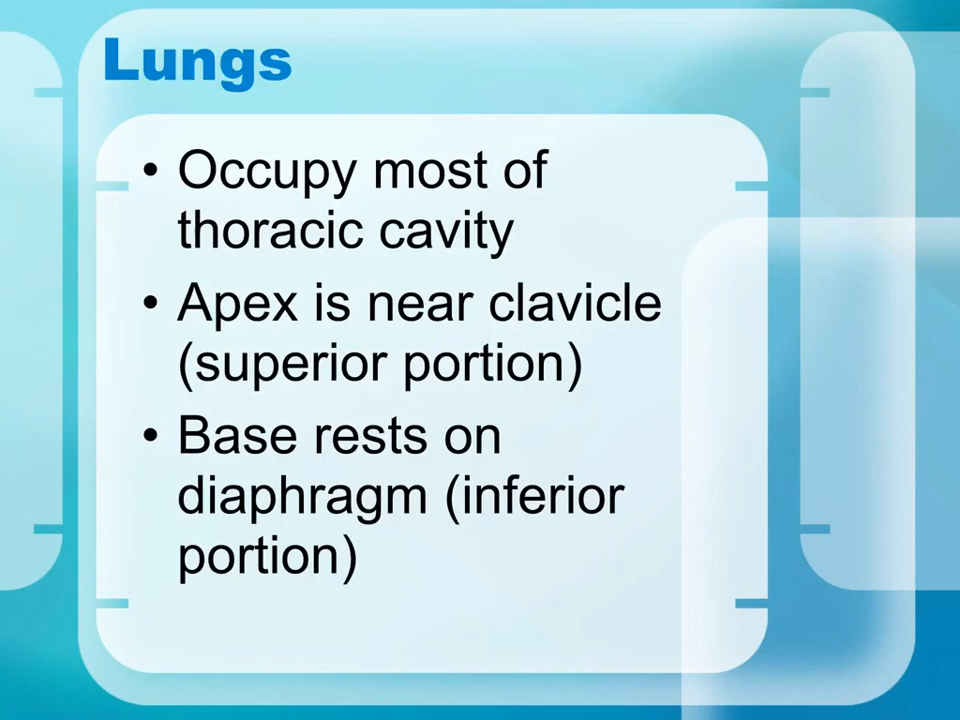 Lungs
• Occupy most of
thoracic cavity
• Apex is near clavicle
(superior portion)
• Base rests on
diaphragm (inferior
portion)